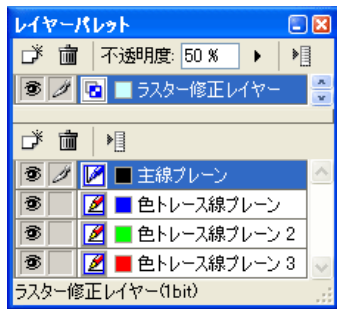 レイヤーパレット
不透明度: 50 %
ラスター修正レイヤー
主線プレーン
色トレース線プレーン
色トレース線プレーン 2
色トレース線プレーン 3
ラスター修正レイヤー(1bit)